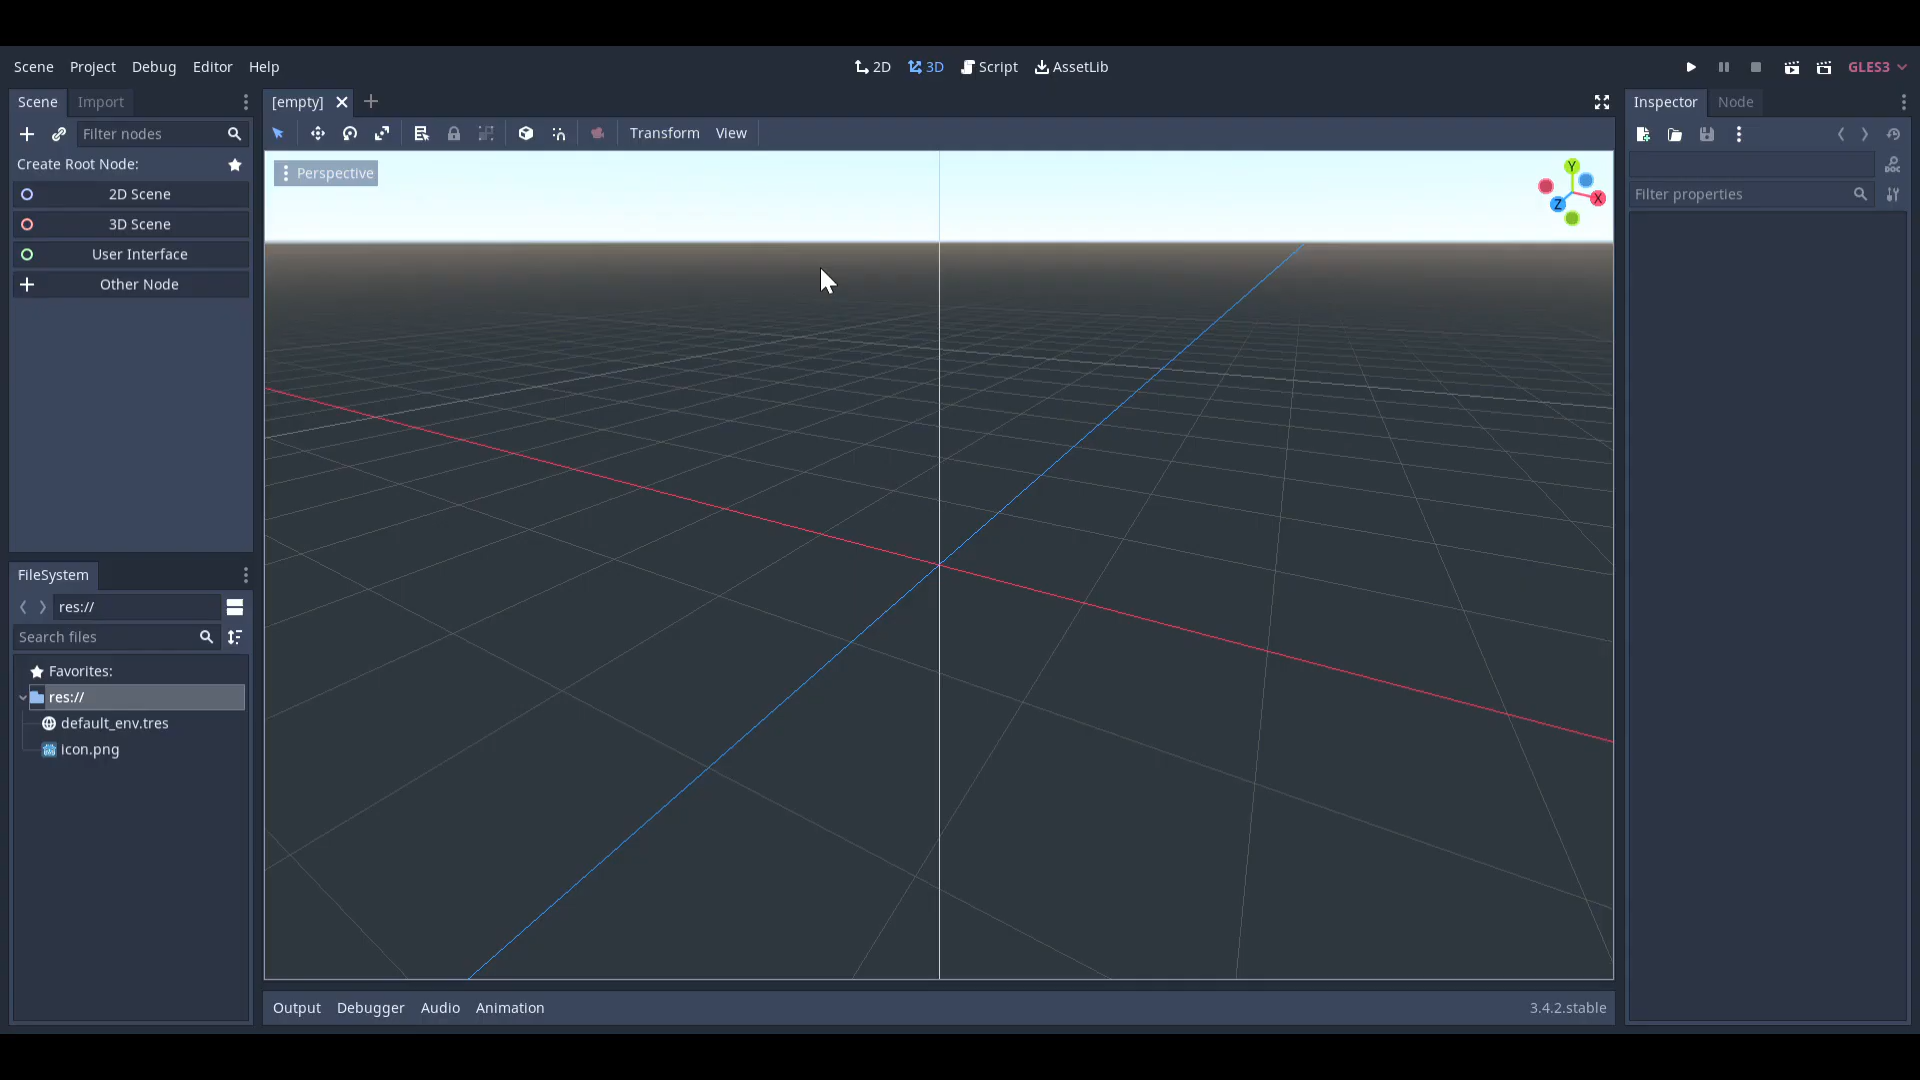 Scene Project Debug Editor Help
2D 3D Script AssetLib
GLES3
Scene Import
Filter nodes
Create Root Node:
2D Scene
3D Scene
User Interface
Other Node
FileSystem
res://
Search files
Favorites:
res://
default_env.tres
icon.png
[empty]
Transform View
Perspective
Y
X
Z
Output Debugger Audio Animation
3.4.2.stable
Inspector Node
DOC
Filter properties